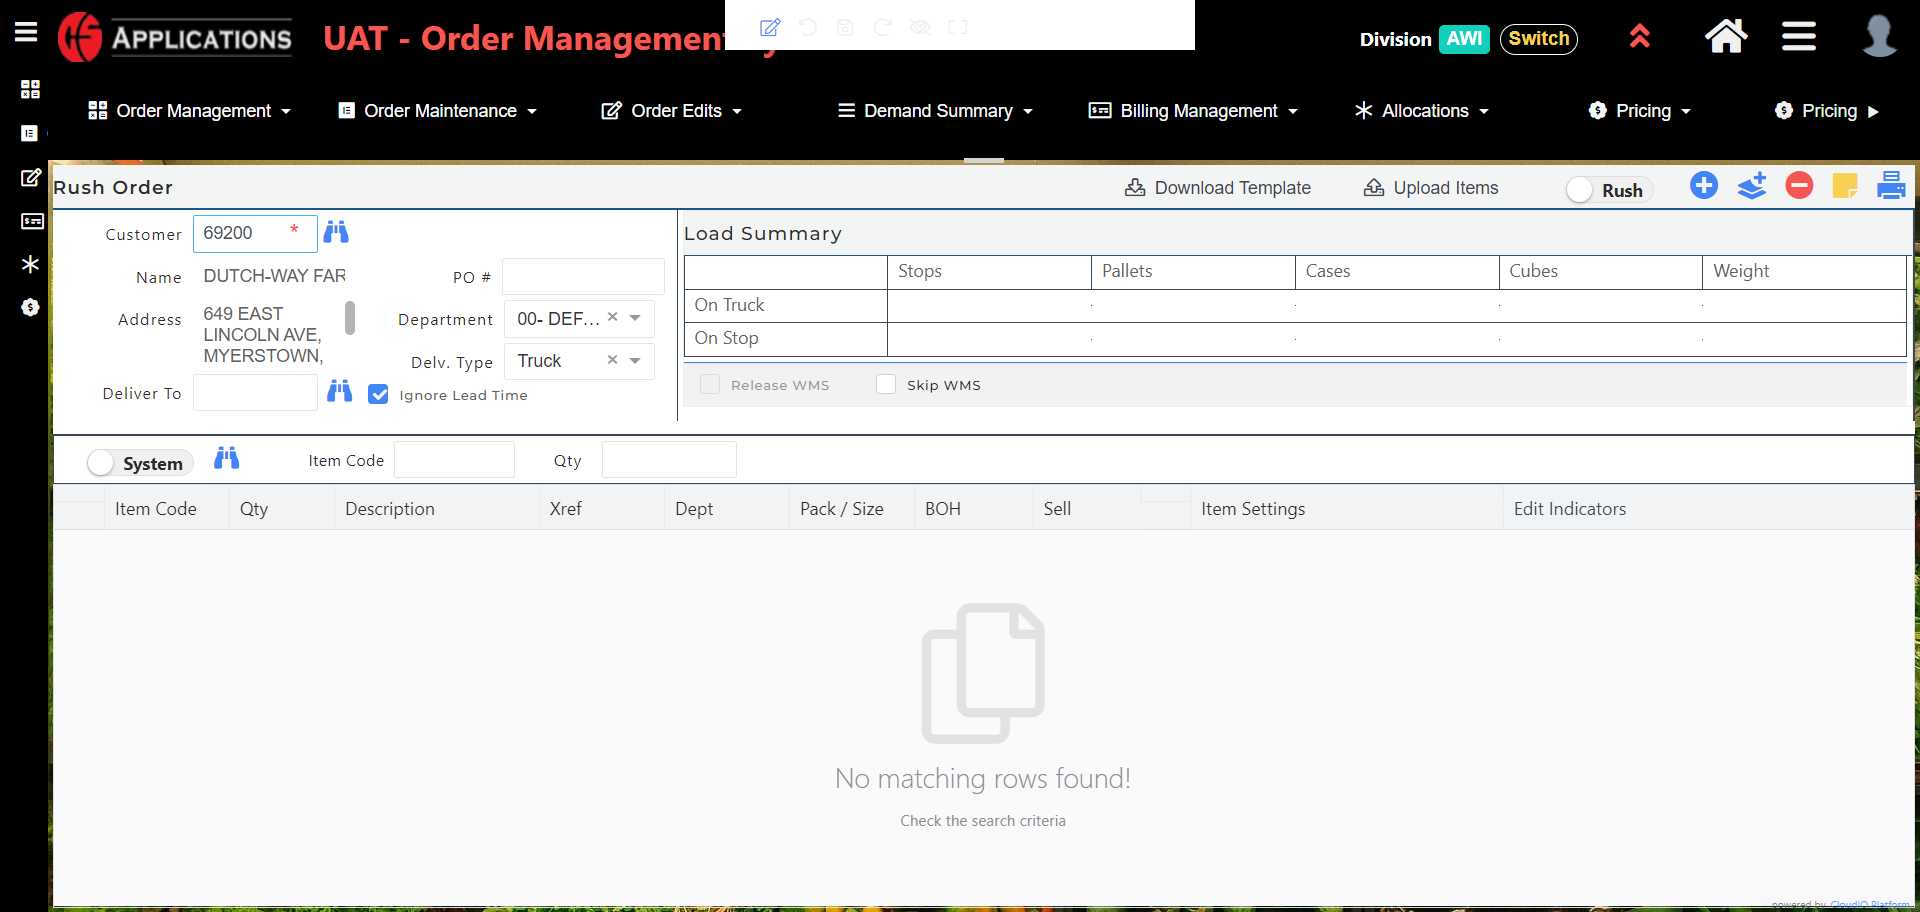 APPLICATIONS
UAT - Order Management
Division AWI Switch
Order Management
Order Maintenance
Order Edits
Demand Summary
Billing Management
Allocations
Pricing
Pricing
Rush Order
Download Template
Upload Items
Rush
Customer 69200 *
Name DUTCH-WAY FAR
PO #
Address 649 EAST
LINCOLN AVE,
MYERSTOWN,
Department 00- DEF...
Delv. Type Truck
Deliver To
Ignore Lead Time
Load Summary
Stops Pallets Cases Cubes Weight
On Truck
On Stop
Release WMS
Skip WMS
System
Item Code
Qty
Item Code Qty Description Xref Dept Pack / Size BOH Sell Item Settings Edit Indicators
No matching rows found!
Check the search criteria
powered by CloudIO Platform